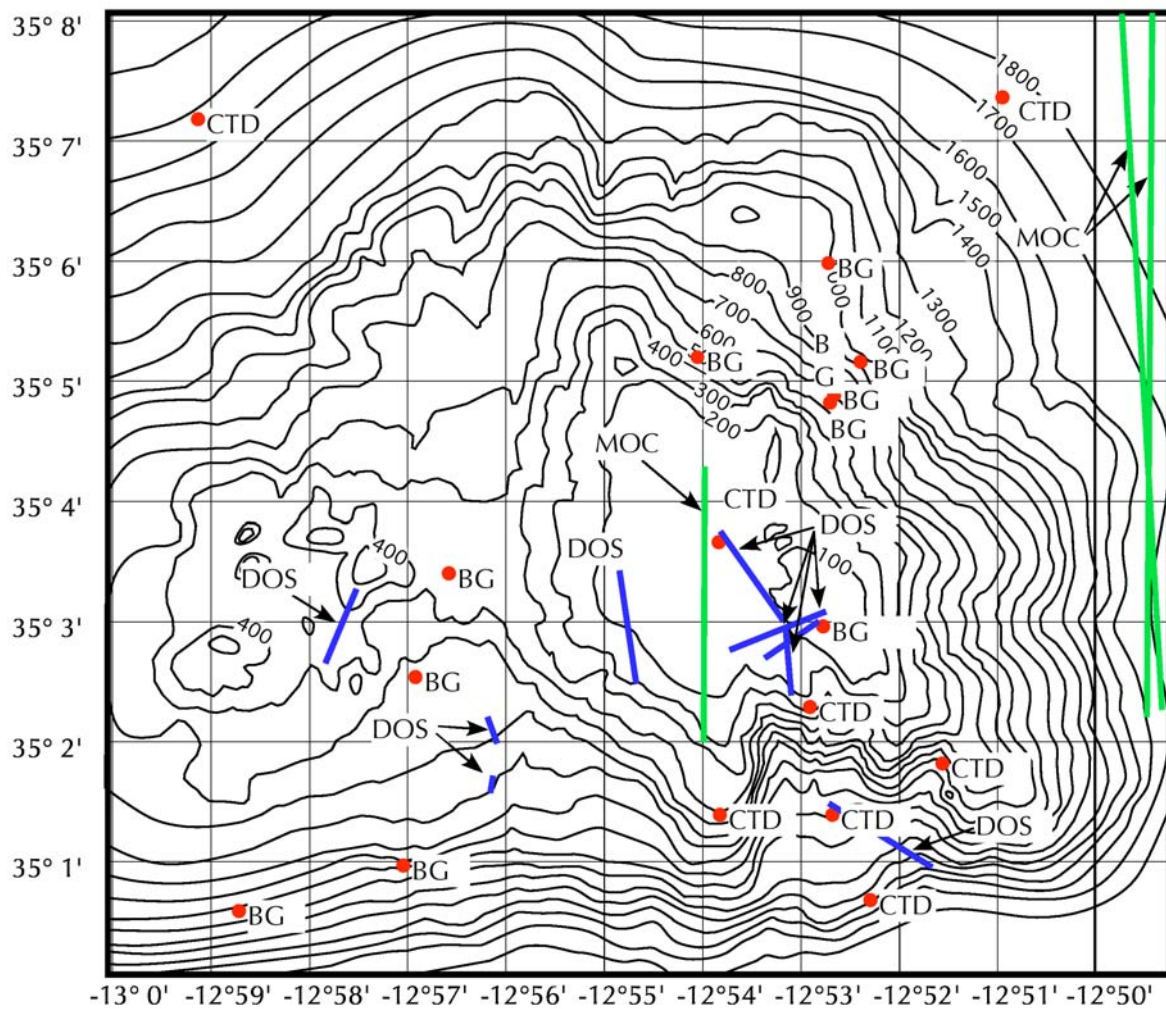 35° 8'
1800
CTD
CTD
1700
35° 7'
1600
1500
MOC
1400
35° 6'
BG
800
900
1300
700
1100
1200
600
B
400
BG
BG
35° 5'
G
300
BG
200
BG
MOC
CTD
35° 4'
DOS
DOS
400
100
DOS
BG
35° 3'
400
BG
BG
CTD
DOS
35° 2'
CTD
CTD
CTD
DOS
35° 1'
BG
CTD
BG
-13° 0' -12°59' -12°58' -12°57' -12°56' -12°55' -12°54' -12°53' -12°52' -12°51' -12°50'